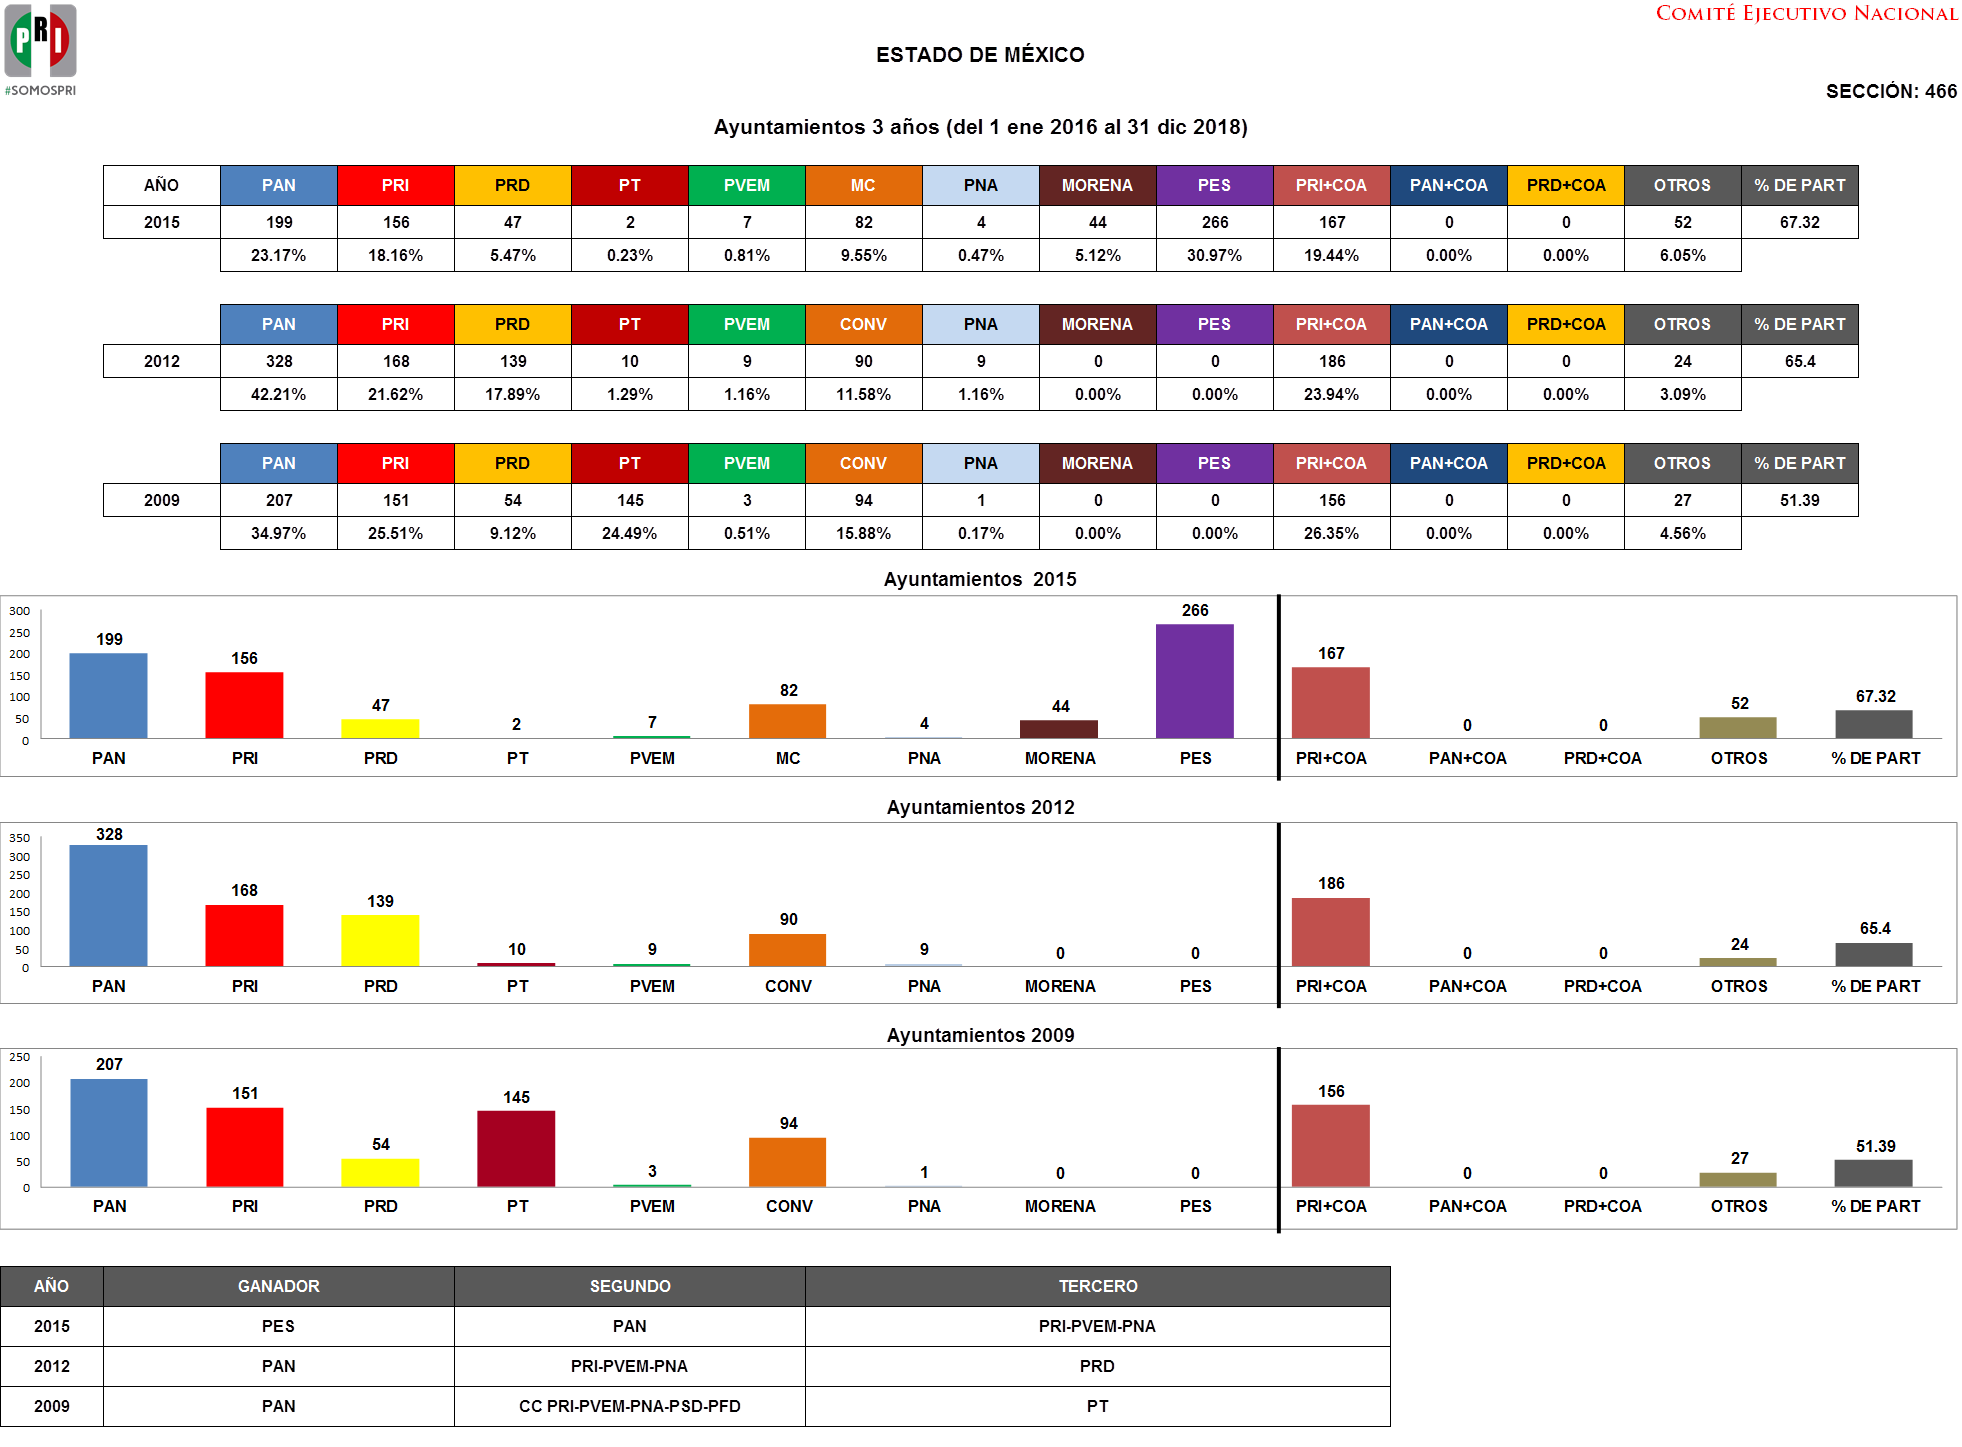 PRI
#SOMOSPRI
COMITÉ EJECUTIVO NACIONAL
ESTADO DE MÉXICO
SECCIÓN: 466
Ayuntamientos 3 años (del 1 ene 2016 al 31 dic 2018)
AÑO PAN PRI PRD PT PVEM MC PNA MORENA PES PRI+COA PAN+COA PRD+COA OTROS % DE PART
2015 199 156 47 2 7 82 4 44 266 167 0 0 52 67.32
23.17% 18.16% 5.47% 0.23% 0.81% 9.55% 0.47% 5.12% 30.97% 19.44% 0.00% 0.00% 6.05%
PAN PRI PRD PT PVEM CONV PNA MORENA PES PRI+COA PAN+COA PRD+COA OTROS % DE PART
2012 328 168 139 10 9 90 9 0 0 186 0 0 24 65.4
42.21% 21.62% 17.89% 1.29% 1.16% 11.58% 1.16% 0.00% 0.00% 23.94% 0.00% 0.00% 3.09%
PAN PRI PRD PT PVEM CONV PNA MORENA PES PRI+COA PAN+COA PRD+COA OTROS % DE PART
2009 207 151 54 145 3 94 1 0 0 156 0 0 27 51.39
34.97% 25.51% 9.12% 24.49% 0.51% 15.88% 0.17% 0.00% 0.00% 26.35% 0.00% 0.00% 4.56%
Ayuntamientos 2015
300
250
200
150
100
50
0
199 156 47 2 7 82 4 44 266 167 0 0 52 67.32
PAN PRI PRD PT PVEM MC PNA MORENA PES PRI+COA PAN+COA PRD+COA OTROS % DE PART
Ayuntamientos 2012
350
300
250
200
150
100
50
0
328 168 139 10 9 90 9 0 0 186 0 0 24 65.4
PAN PRI PRD PT PVEM CONV PNA MORENA PES PRI+COA PAN+COA PRD+COA OTROS % DE PART
Ayuntamientos 2009
250
200
150
100
50
0
207 151 54 145 3 94 1 0 0 156 0 0 27 51.39
PAN PRI PRD PT PVEM CONV PNA MORENA PES PRI+COA PAN+COA PRD+COA OTROS % DE PART
AÑO GANADOR SEGUNDO TERCERO
2015 PES PAN PRI-PVEM-PNA
2012 PAN PRI-PVEM-PNA PRD
2009 PAN CC PRI-PVEM-PNA-PSD-PFD PT